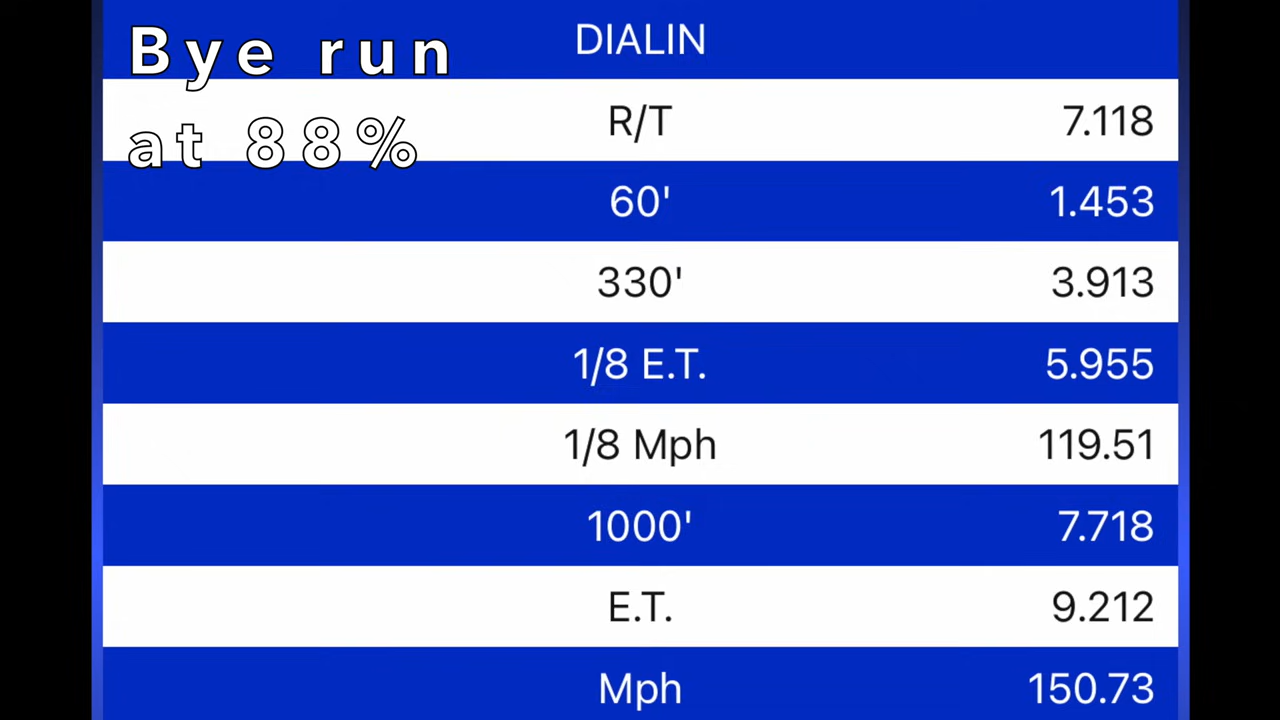 Bye run
at 88%
DIALIN
R/T 7.118
60' 1.453
330' 3.913
1/8 E.T. 5.955
1/8 Mph 119.51
1000' 7.718
E.T. 9.212
Mph 150.73